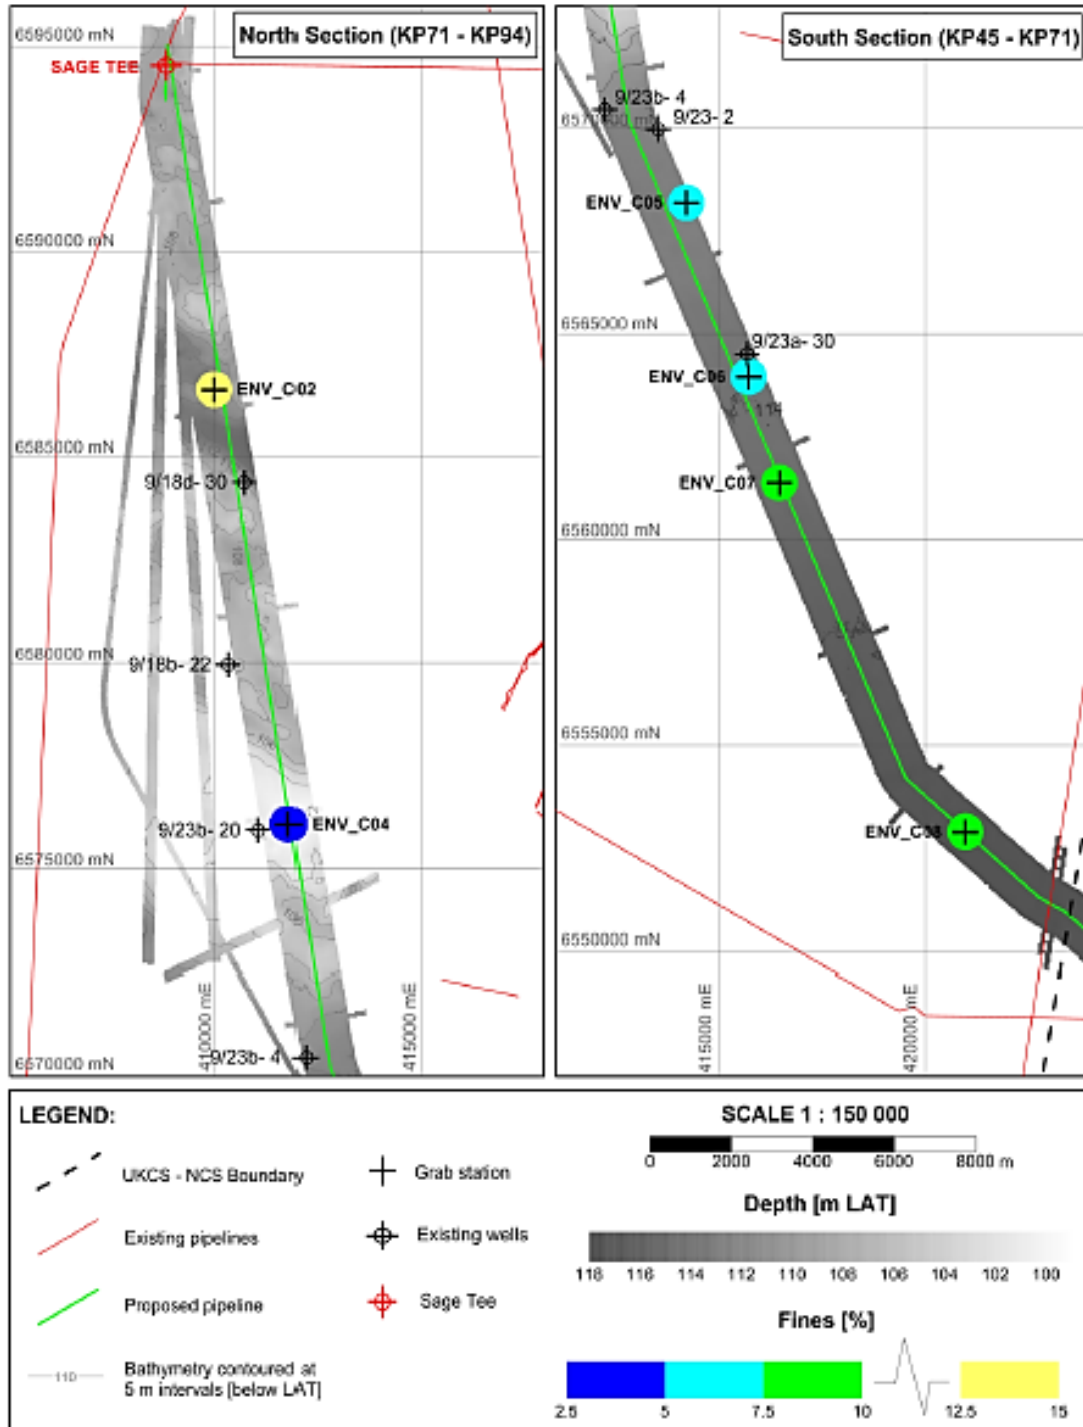 North Section (KP71 - KP94)
6595000 mN
SAGE TEE
6590000 mN
ENV_C02
6585000 mN
9/18d- 30
6580000 mN
9/18b- 22
9/23b- 20
ENV_C04
6575000 mN
410000 mE
415000 mE
9/23b- 4
6570000 mN
South Section (KP45 - KP71)
9/23b- 4
9/23- 2
6570000 mN
ENV_C05
6565000 mN
9/23a- 30
ENV_C06
114
ENV_C07
6560000 mN
6555000 mN
ENV_C08
6550000 mN
415000 mE
420000 mE
LEGEND:
UKCS - NCS Boundary
Existing pipelines
Proposed pipeline
110
Bathymetry contoured at
5 m intervals [below LAT]
Grab station
Existing wells
Sage Tee
SCALE 1 : 150 000
0 2000 4000 6000 8000 m
Depth [m LAT]
118 116 114 112 110 108 106 104 102 100
Fines [%]
2.5 5 7.5 10 12.5 15